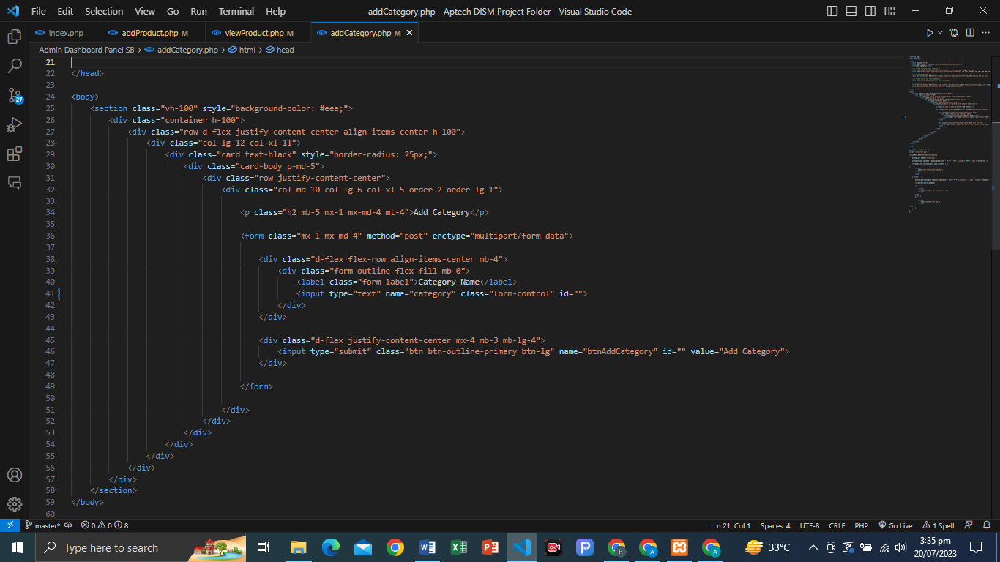 File Edit Selection View Go Run Terminal Help addCategory.php - Aptech DISM Project Folder - Visual Studio Code
index.php addProduct.php M viewProduct.php M addCategory.php M
Admin Dashboard Panel SB > addCategory.php > html > head
21
22 </head>
23
24 <body>
25 <section class="vh-100" style="background-color: #eee;">
26 <div class="container h-100">
27 <div class="row d-flex justify-content-center align-items-center h-100">
28 <div class="col-lg-12 col-xl-11">
29 <div class="card text-black" style="border-radius: 25px;">
30 <div class="card-body p-md-5">
31 <div class="row justify-content-center">
32 <div class="col-md-10 col-lg-6 col-xl-5 order-2 order-lg-1">
33
34 <p class="h2 mb-5 mx-1 mx-md-4 mt-4">Add Category</p>
35
36 <form class="mx-1 mx-md-4" method="post" enctype="multipart/form-data">
37
38 <div class="d-flex flex-row align-items-center mb-4">
39 <div class="form-outline flex-fill mb-0">
40 <label class="form-label">Category Name</label>
41 <input type="text" name="category" class="form-control" id="">
42 </div>
43 </div>
44
45 <div class="d-flex justify-content-center mx-4 mb-3 mb-lg-4">
46 <input type="submit" class="btn btn-outline-primary btn-lg" name="btnAddCategory" id="" value="Add Category">
47 </div>
48
49 </form>
50
51 </div>
52 </div>
53 </div>
54 </div>
55 </div>
56 </div>
57 </div>
58 </section>
59 </body>
60
27
master* 0 0 8 Ln 21, Col 1 Spaces: 4 UTF-8 CRLF PHP Go Live 1 Spell
Type here to search 33°C 3:35 pm
20/07/2023